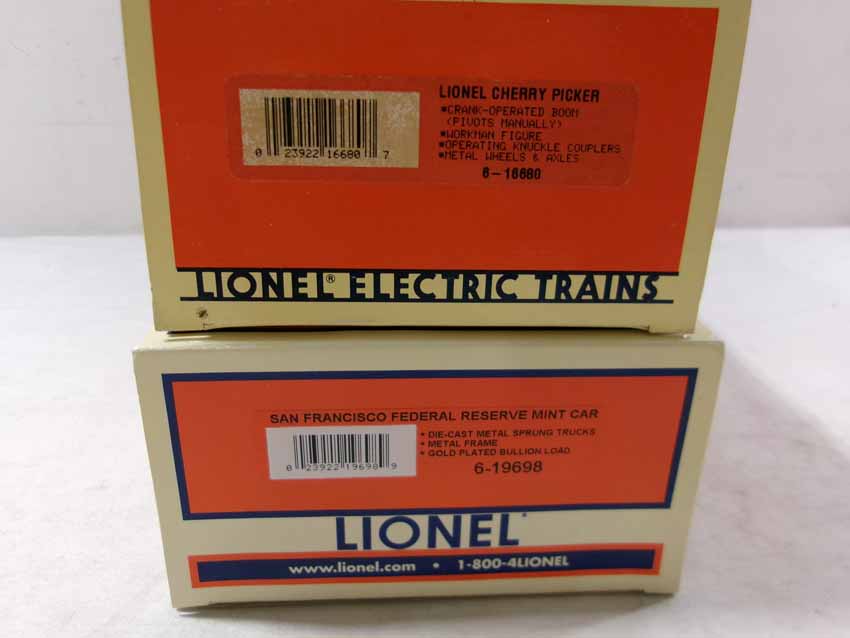 LIONEL CHERRY PICKER
*CRANK-OPERATED BOOM
(PIVOTS MANUALLY)
*WORKMAN FIGURE
*OPERATING KNUCKLE COUPLERS
*METAL WHEELS & AXLES
6-16680
0 23922 16680 7
LIONEL® ELECTRIC TRAINS
SAN FRANCISCO FEDERAL RESERVE MINT CAR
* DIE-CAST METAL SPRUNG TRUCKS
* METAL FRAME
* GOLD PLATED BULLION LOAD
6-19698
0 23922 19698 9
LIONEL
www.lionel.com • 1-800-4LIONEL